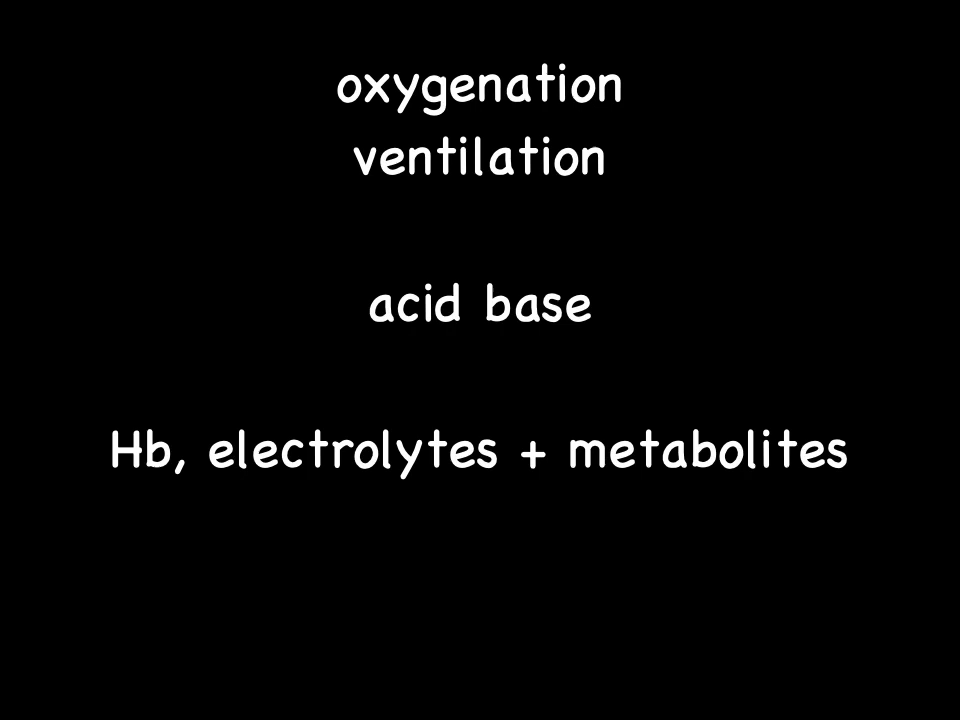 oxygenation
ventilation
acid base
Hb, electrolytes + metabolites